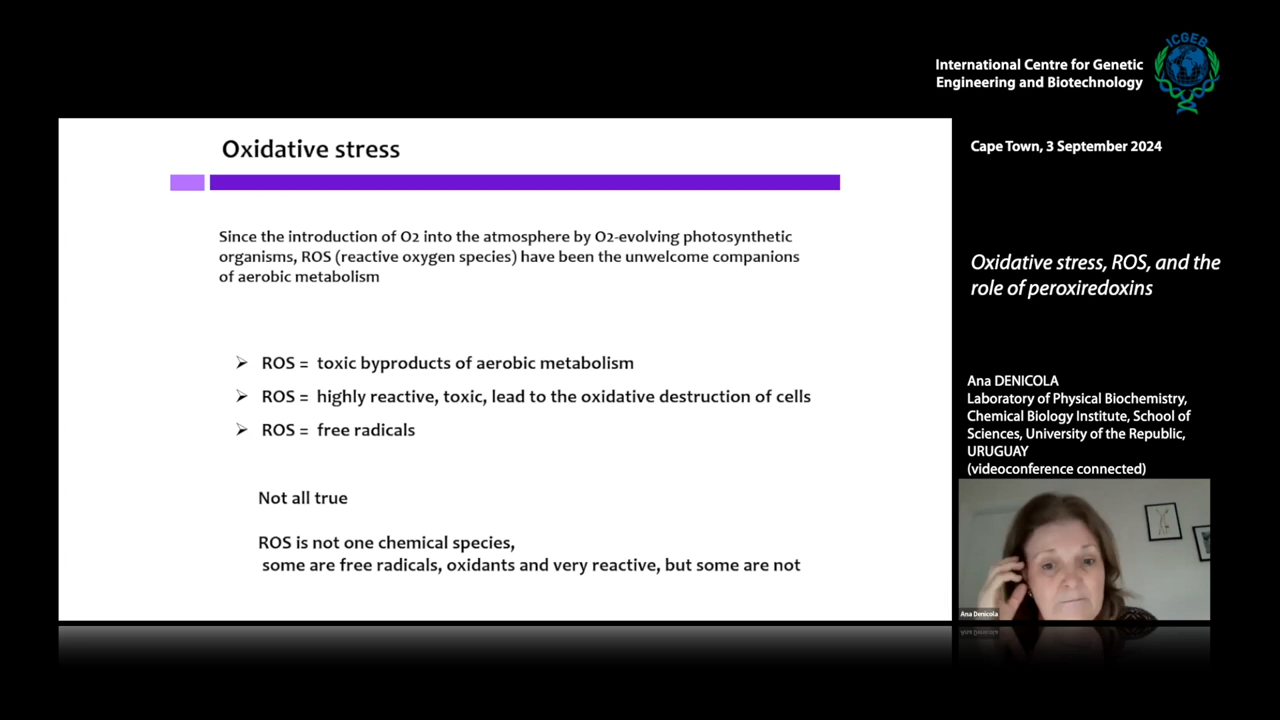 ICGEB
International Centre for Genetic
Engineering and Biotechnology
Cape Town, 3 September 2024
Oxidative stress
Since the introduction of O2 into the atmosphere by O2-evolving photosynthetic
organisms, ROS (reactive oxygen species) have been the unwelcome companions
of aerobic metabolism
➢ ROS = toxic byproducts of aerobic metabolism
➢ ROS = highly reactive, toxic, lead to the oxidative destruction of cells
➢ ROS = free radicals
Not all true
ROS is not one chemical species,
some are free radicals, oxidants and very reactive, but some are not
Oxidative stress, ROS, and the
role of peroxiredoxins
Ana DENICOLA
Laboratory of Physical Biochemistry,
Chemical Biology Institute, School of
Sciences, University of the Republic,
URUGUAY
(videoconference connected)
Ana Denicola